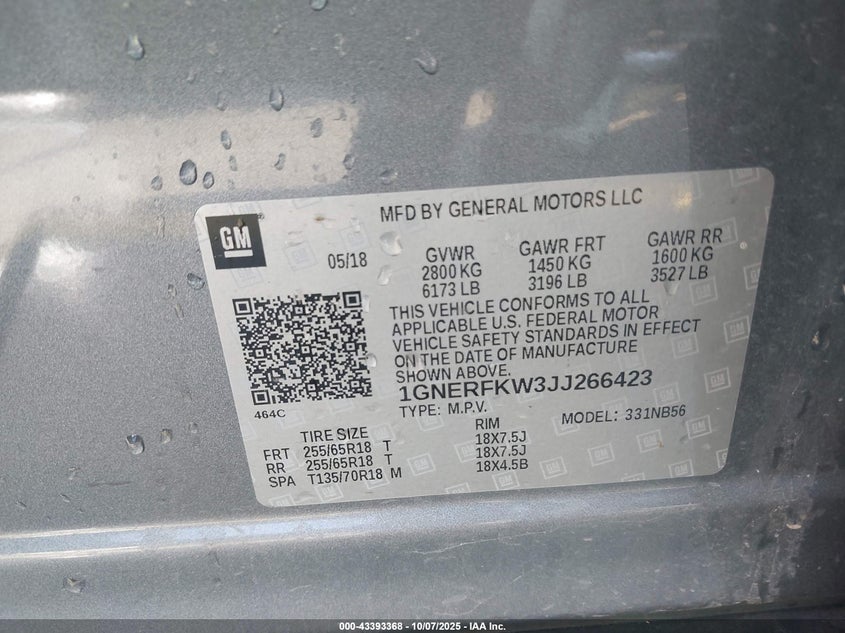 GM
MFD BY GENERAL MOTORS LLC
05/18
GVWR GAWR FRT GAWR RR
2800 KG 1450 KG 1600 KG
6173 LB 3196 LB 3527 LB
THIS VEHICLE CONFORMS TO ALL
APPLICABLE U.S. FEDERAL MOTOR
VEHICLE SAFETY STANDARDS IN EFFECT
ON THE DATE OF MANUFACTURE
SHOWN ABOVE.
1GNERFKW3JJ266423
464C
TYPE: M.P.V. MODEL: 331NB56
TIRE SIZE RIM
FRT 255/65R18 T 18X7.5J
RR 255/65R18 T 18X7.5J
SPA T135/70R18 M 18X4.5B
000-43393368 - 10/07/2025 - IAA Inc.